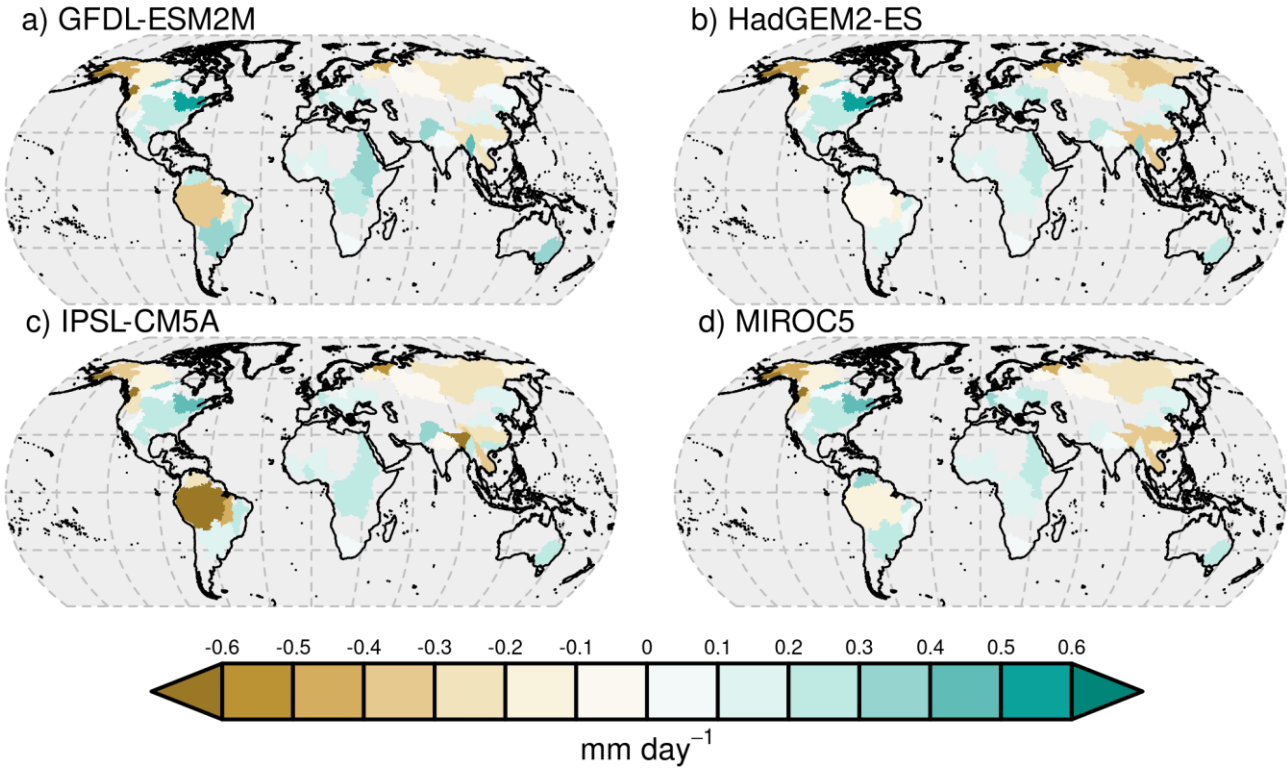 a) GFDL-ESM2M
b) HadGEM2-ES
c) IPSL-CM5A
d) MIROC5
-0.6 -0.5 -0.4 -0.3 -0.2 -0.1 0 0.1 0.2 0.3 0.4 0.5 0.6
mm day⁻¹